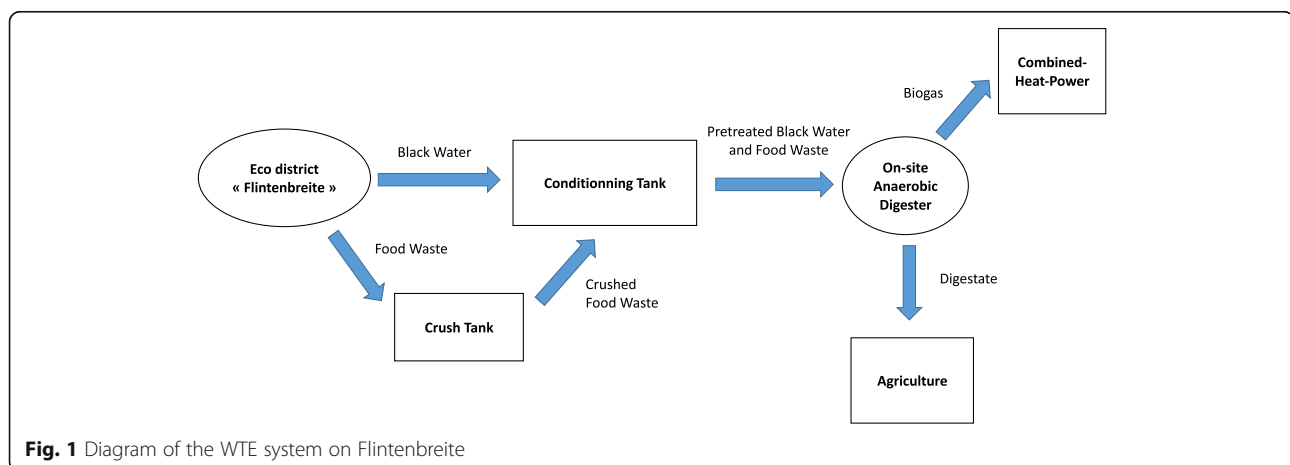 Eco district
« Flintenbreite »
Black Water
Food Waste
Crush Tank
Crushed
Food Waste
Conditionning Tank
Pretreated Black Water
and Food Waste
On-site
Anaerobic
Digester
Biogas
Combined-
Heat-Power
Digestate
Agriculture
Fig. 1 Diagram of the WTE system on Flintenbreite